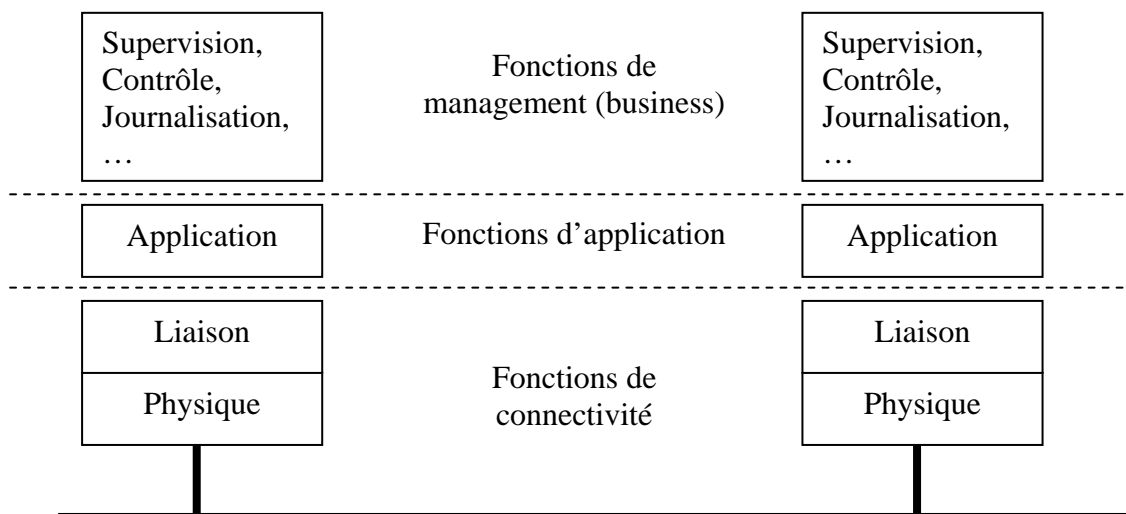 Supervision,
Contrôle,
Journalisation,
…
Fonctions de
management (business)
Supervision,
Contrôle,
Journalisation,
…
Application
Fonctions d’application
Application
Liaison
Physique
Fonctions de
connectivité
Liaison
Physique